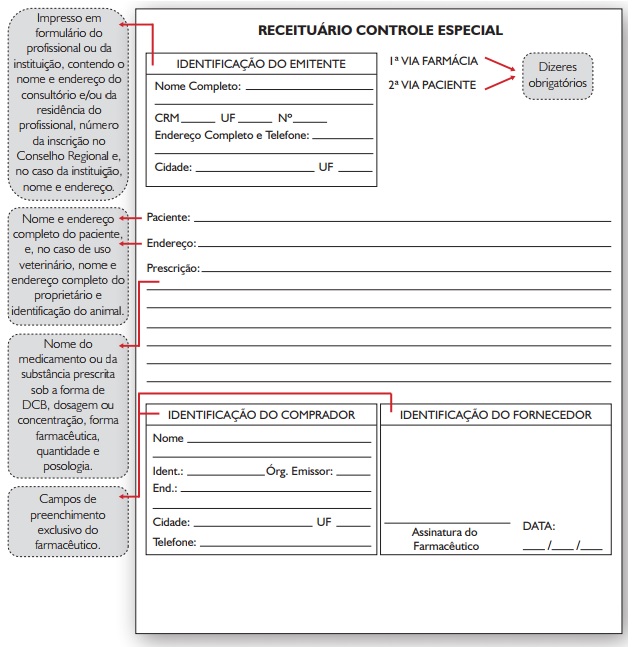 Impresso em
formulário do
profissional ou da
instituição, contendo o
nome e endereço do
consultório e/ou da
residência do
profissional, número
da inscrição no
Conselho Regional e,
no caso da instituição,
nome e endereço.
Nome e endereço
completo do paciente,
e, no caso de uso
veterinário, nome e
endereço completo do
proprietário e
identificação do animal.
Nome do
medicamento ou da
substância prescrita
sob a forma de
DCB, dosagem ou
concentração, forma
farmacêutica,
quantidade e
posologia.
Campos de
preenchimento
exclusivo do
farmacêutico.
RECEITUÁRIO CONTROLE ESPECIAL
IDENTIFICAÇÃO DO EMITENTE
Nome Completo:
CRM UF Nº
Endereço Completo e Telefone:
Cidade: UF
1ª VIA FARMÁCIA
2ª VIA PACIENTE
Dizeres
obrigatórios
Paciente:
Endereço:
Prescrição:
IDENTIFICAÇÃO DO COMPRADOR
Nome
Ident.: Órg. Emissor:
End.:
Cidade: UF
Telefone:
IDENTIFICAÇÃO DO FORNECEDOR
Assinatura do
Farmacêutico
DATA:
__/__/__